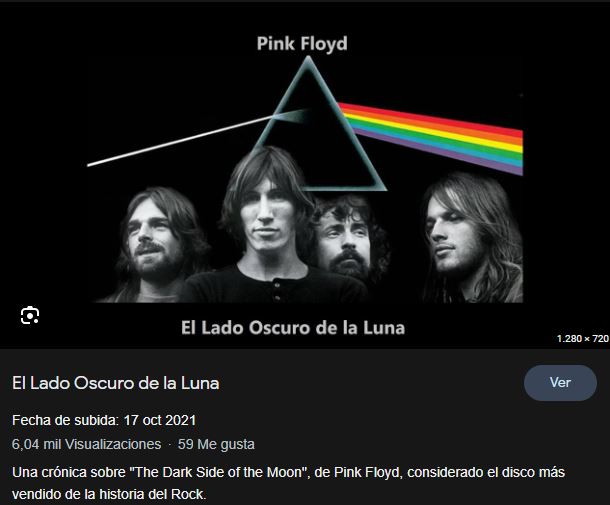 Pink Floyd
El Lado Oscuro de la Luna
1.280 × 720
El Lado Oscuro de la Luna
Ver
Fecha de subida: 17 oct 2021
6,04 mil Visualizaciones · 59 Me gusta
Una crónica sobre "The Dark Side of the Moon", de Pink Floyd, considerado el disco más
vendido de la historia del Rock.